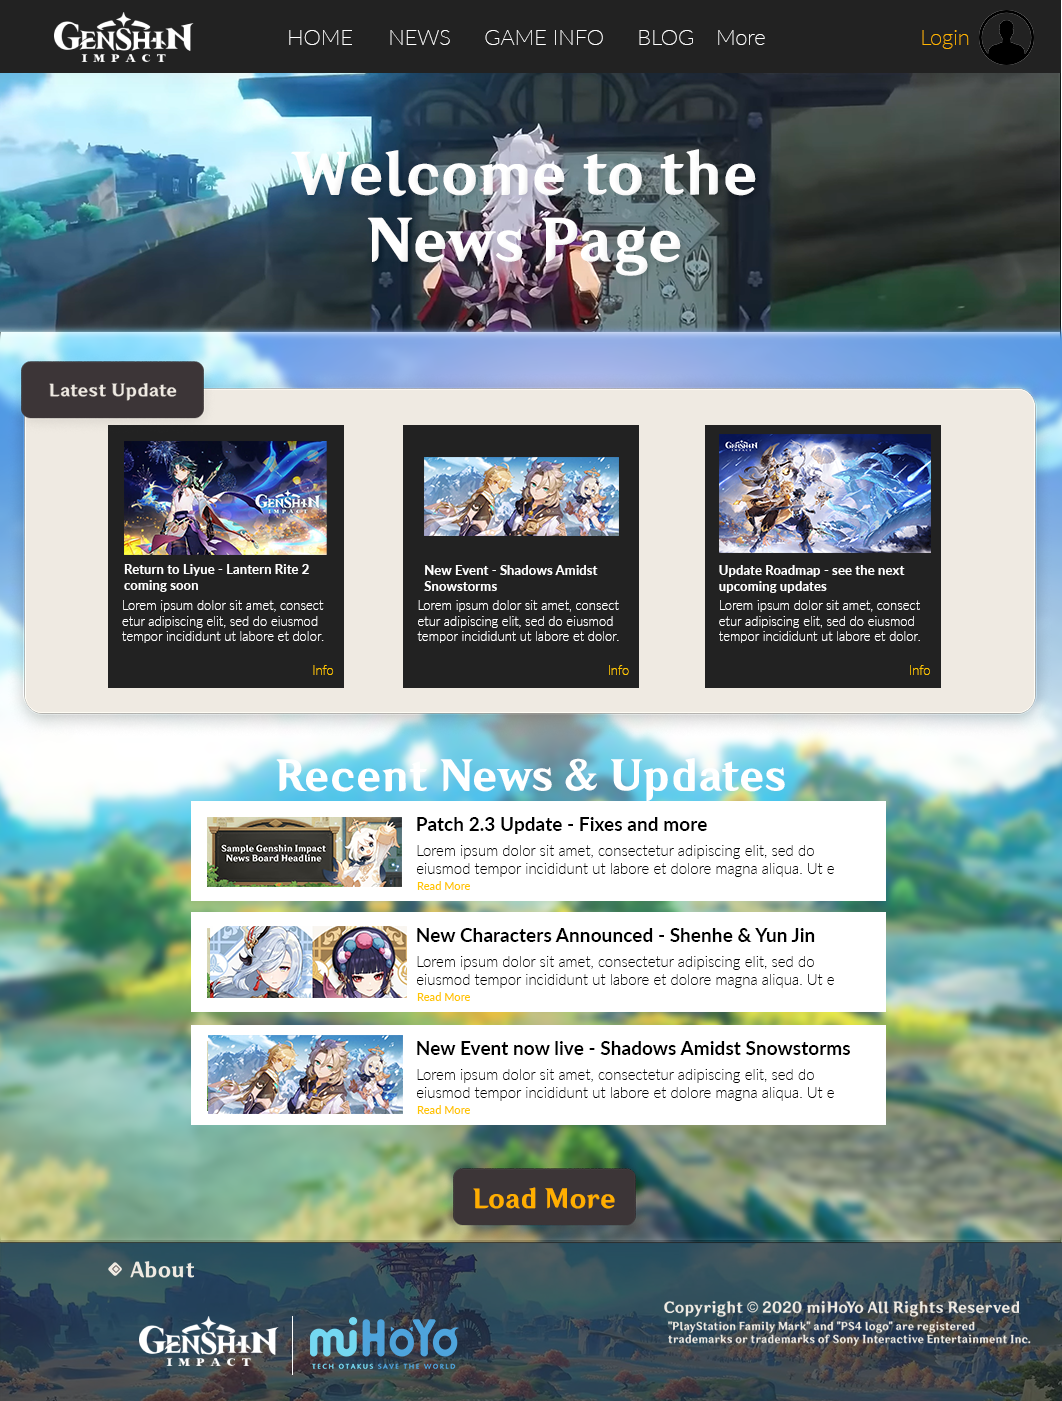 GENSHIN
IMPACT
HOME NEWS GAME INFO BLOG More Login
Welcome to the
News Page
Latest Update
GENSHIN
IMPACT
Return to Liyue - Lantern Rite 2
coming soon
Lorem ipsum dolor sit amet, consect
etur adipiscing elit, sed do eiusmod
tempor incididunt ut labore et dolor.
Info
New Event - Shadows Amidst
Snowstorms
Lorem ipsum dolor sit amet, consect
etur adipiscing elit, sed do eiusmod
tempor incididunt ut labore et dolor.
Info
GENSHIN
IMPACT
Update Roadmap - see the next
upcoming updates
Lorem ipsum dolor sit amet, consect
etur adipiscing elit, sed do eiusmod
tempor incididunt ut labore et dolor.
Info
Recent News & Updates
Sample Genshin Impact
News Board Headline
Patch 2.3 Update - Fixes and more
Lorem ipsum dolor sit amet, consectetur adipiscing elit, sed do
eiusmod tempor incididunt ut labore et dolore magna aliqua. Ut e
Read More
New Characters Announced - Shenhe & Yun Jin
Lorem ipsum dolor sit amet, consectetur adipiscing elit, sed do
eiusmod tempor incididunt ut labore et dolore magna aliqua. Ut e
Read More
New Event now live - Shadows Amidst Snowstorms
Lorem ipsum dolor sit amet, consectetur adipiscing elit, sed do
eiusmod tempor incididunt ut labore et dolore magna aliqua. Ut e
Read More
Load More
About
GENSHIN
IMPACT
miHoYo
TECH OTAKUS SAVE THE WORLD
Copyright © 2020 miHoYo All Rights Reserved
"PlayStation Family Mark" and "PS4 logo" are registered
trademarks or trademarks of Sony Interactive Entertainment Inc.